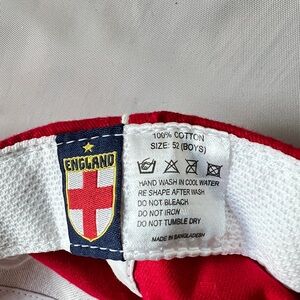 ENGLAND
100% COTTON
SIZE: 52 (BOYS)
HAND WASH IN COOL WATER
RE SHAPE AFTER WASH
DO NOT BLEACH
DO NOT IRON
DO NOT TUMBLE DRY
MADE IN BANGLADESH